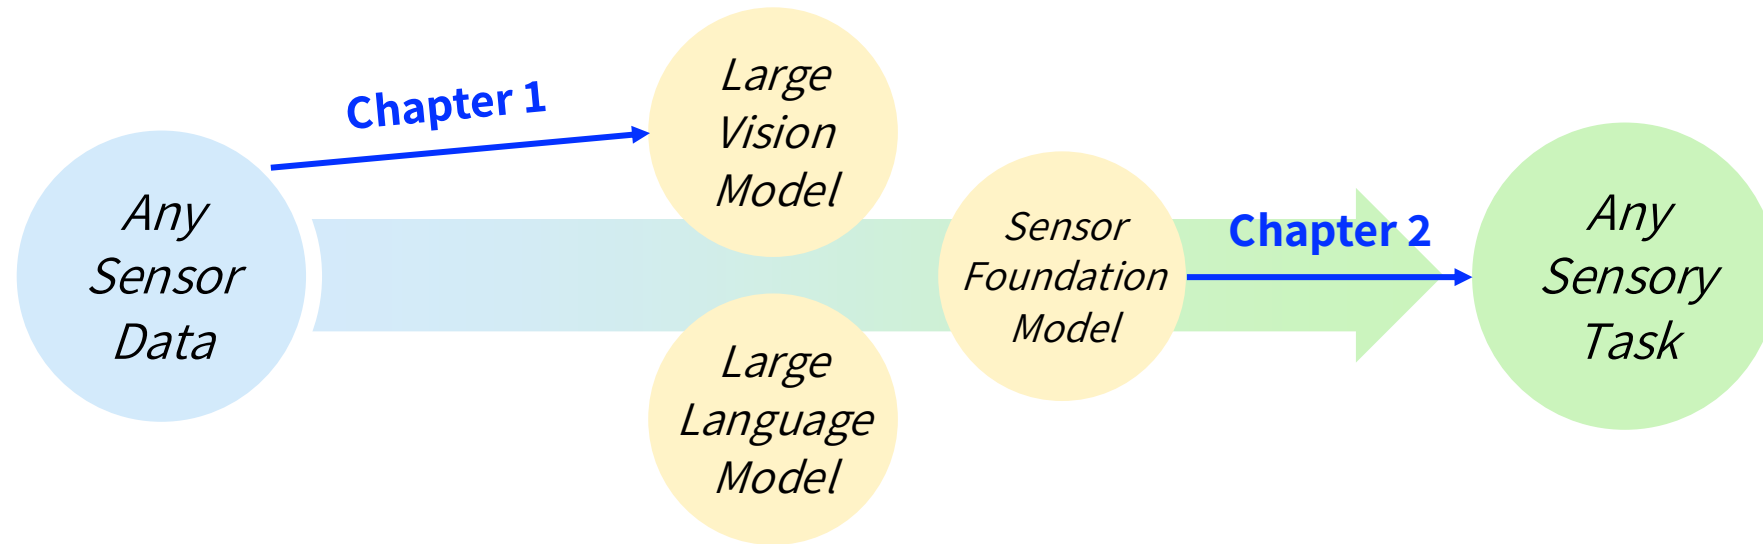 Chapter 1
Any
Sensor
Data
Large
Vision
Model
Large
Language
Model
Sensor
Foundation
Model
Chapter 2
Any
Sensory
Task